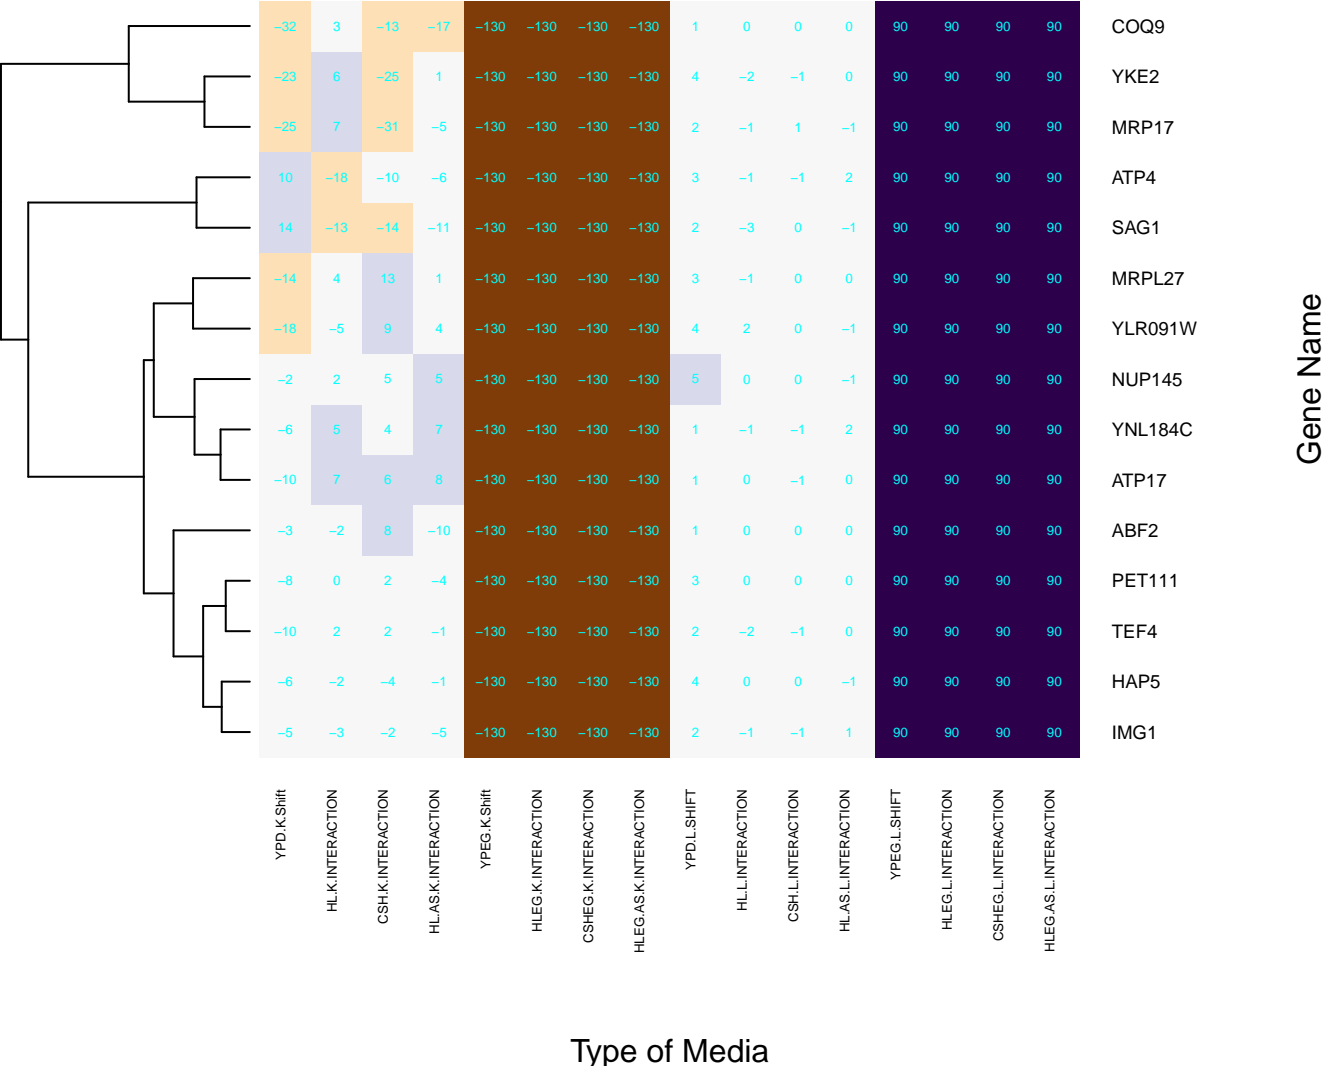 −32 3 −13 −17 −130 −130 −130 −130 1 0 0 0 90 90 90 90 COQ9
−23 6 −25 1 −130 −130 −130 −130 4 −2 −1 0 90 90 90 90 YKE2
−25 7 −31 −5 −130 −130 −130 −130 2 −1 1 −1 90 90 90 90 MRP17
10 −18 −10 −6 −130 −130 −130 −130 3 −1 −1 2 90 90 90 90 ATP4
14 −13 −14 −11 −130 −130 −130 −130 2 −3 0 −1 90 90 90 90 SAG1
−14 4 13 1 −130 −130 −130 −130 3 −1 0 0 90 90 90 90 MRPL27
−18 −5 9 4 −130 −130 −130 −130 4 2 0 −1 90 90 90 90 YLR091W
−2 2 5 5 −130 −130 −130 −130 5 0 0 −1 90 90 90 90 NUP145
−6 5 4 7 −130 −130 −130 −130 1 −1 −1 2 90 90 90 90 YNL184C
−10 7 6 8 −130 −130 −130 −130 1 0 −1 0 90 90 90 90 ATP17
−3 −2 8 −10 −130 −130 −130 −130 1 0 0 0 90 90 90 90 ABF2
−8 0 2 −4 −130 −130 −130 −130 3 0 0 0 90 90 90 90 PET111
−10 2 2 −1 −130 −130 −130 −130 2 −2 −1 0 90 90 90 90 TEF4
−6 −2 −4 −1 −130 −130 −130 −130 4 0 0 −1 90 90 90 90 HAP5
−5 −3 −2 −5 −130 −130 −130 −130 2 −1 −1 1 90 90 90 90 IMG1
Gene Name
YPD.K.Shift
HL.K.INTERACTION
CSH.K.INTERACTION
HL.AS.K.INTERACTION
YPEG.K.Shift
HLEG.K.INTERACTION
CSHEG.K.INTERACTION
HLEG.AS.K.INTERACTION
YPD.L.SHIFT
HL.L.INTERACTION
CSH.L.INTERACTION
HL.AS.L.INTERACTION
YPEG.L.SHIFT
HLEG.L.INTERACTION
CSHEG.L.INTERACTION
HLEG.AS.L.INTERACTION
Type of Media